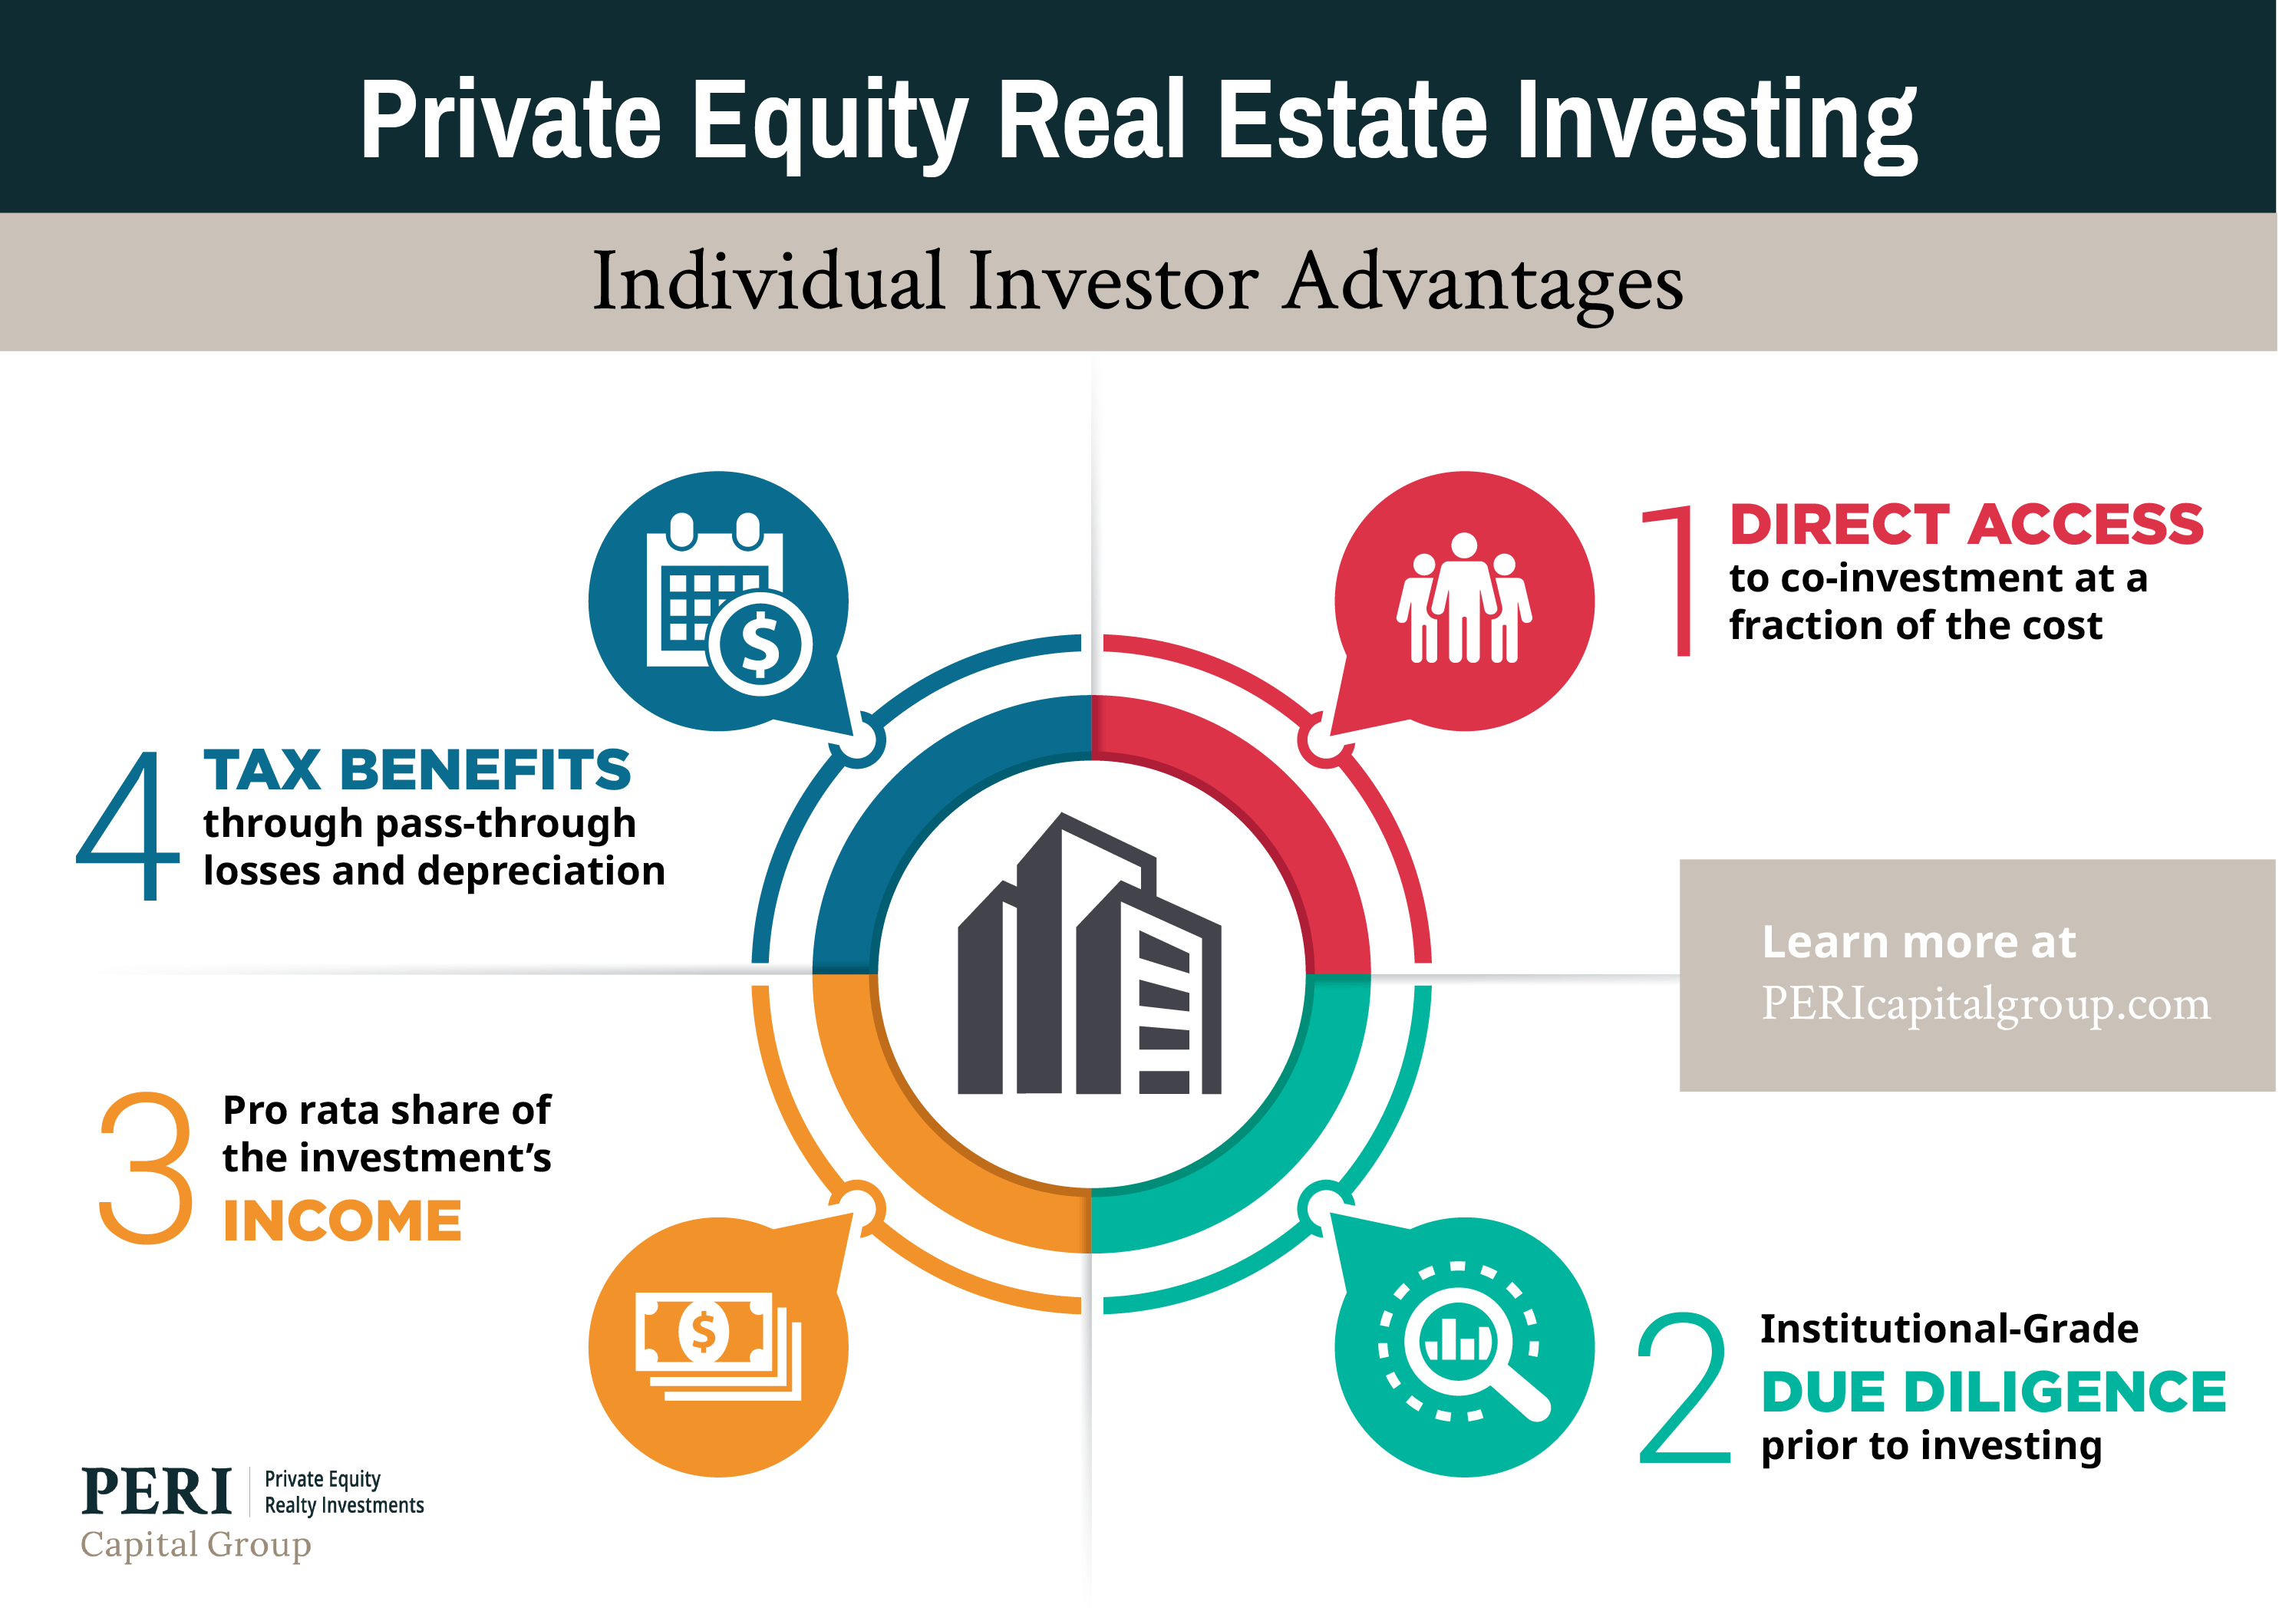 Private Equity Real Estate Investing
Individual Investor Advantages
1
DIRECT ACCESS
to co-investment at a
fraction of the cost
4
TAX BENEFITS
through pass-through
losses and depreciation
Learn more at
PERIcapitalgroup.com
3
Pro rata share of
the investment’s
INCOME
2
Institutional-Grade
DUE DILIGENCE
prior to investing
$
$
PERI
Private Equity
Realty Investments
Capital Group